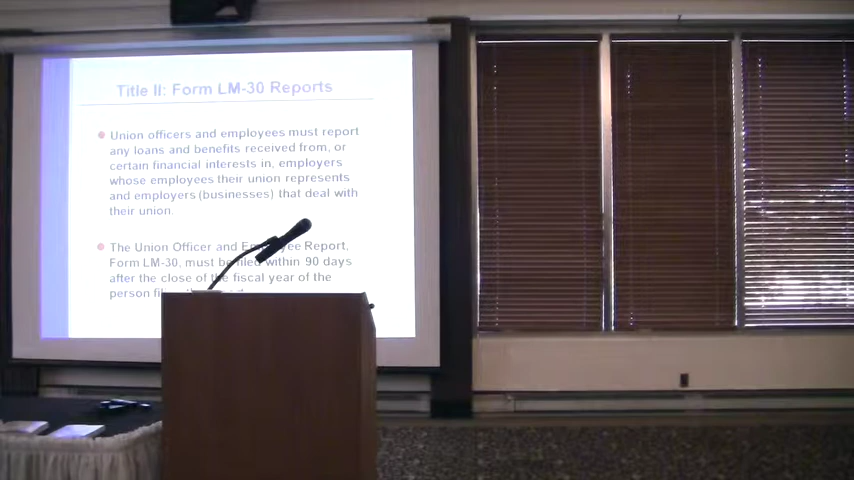 Title II: Form LM-30 Reports
Union officers and employees must report
any loans and benefits received from, or
certain financial interests in, employers
whose employees their union represents
and employers (businesses) that deal with
their union.
The Union Officer and Employee Report,
Form LM-30, must be filed within 90 days
after the close of the fiscal year of the
person